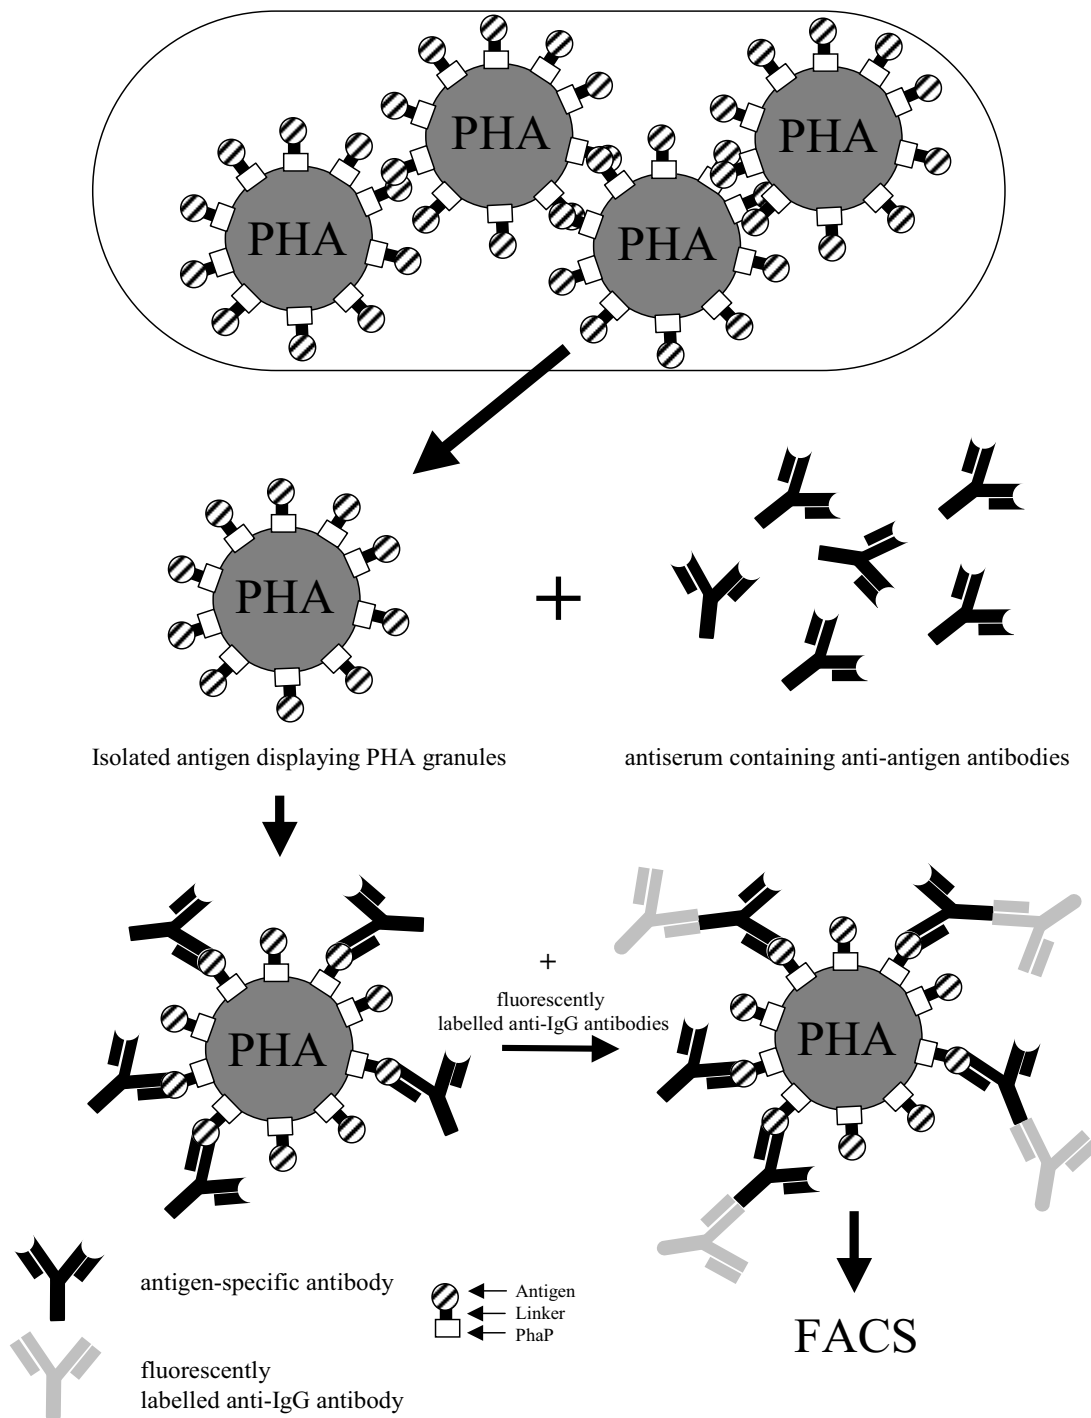 PHA
PHA
PHA
PHA
PHA
+
Isolated antigen displaying PHA granules
antiserum containing anti-antigen antibodies
+
fluorescently
labelled anti-IgG antibodies
PHA
PHA
antigen-specific antibody
Antigen
Linker
PhaP
FACS
fluorescently
labelled anti-IgG antibody